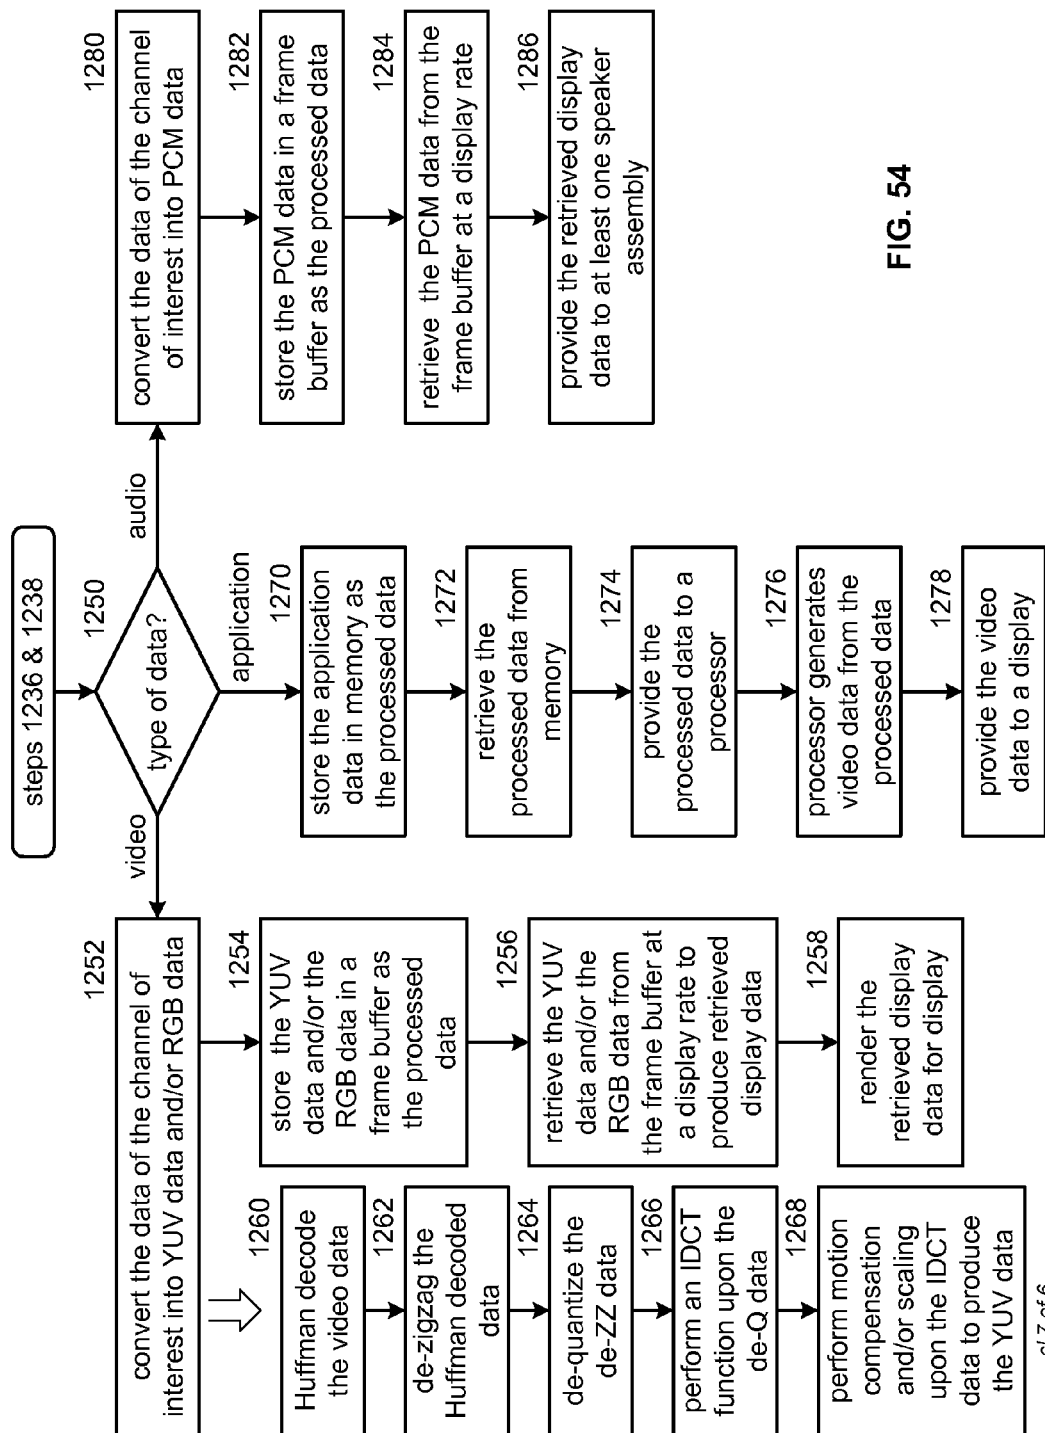 steps 1236 & 1238
1250
type of data?
video
application
audio
1252
convert the data of the channel of
interest into YUV data and/or RGB data
1254
store the YUV
data and/or the
RGB data in a
frame buffer as
the processed
data
1256
retrieve the YUV
data and/or the
RGB data from
the frame buffer at
a display rate to
produce retrieved
display data
1258
render the
retrieved display
data for display
1260
Huffman decode
the video data
1262
de-zigzag the
Huffman decoded
data
1264
de-quantize the
de-ZZ data
1266
perform an IDCT
function upon the
de-Q data
1268
perform motion
compensation
and/or scaling
upon the IDCT
data to produce
the YUV data
1270
store the application
data in memory as
the processed data
1272
retrieve the
processed data from
memory
1274
provide the
processed data to a
processor
1276
processor generates
video data from the
processed data
1278
provide the video
data to a display
1280
convert the data of the channel
of interest into PCM data
1282
store the PCM data in a frame
buffer as the processed data
1284
retrieve the PCM data from the
frame buffer at a display rate
1286
provide the retrieved display
data to at least one speaker
assembly
FIG. 54